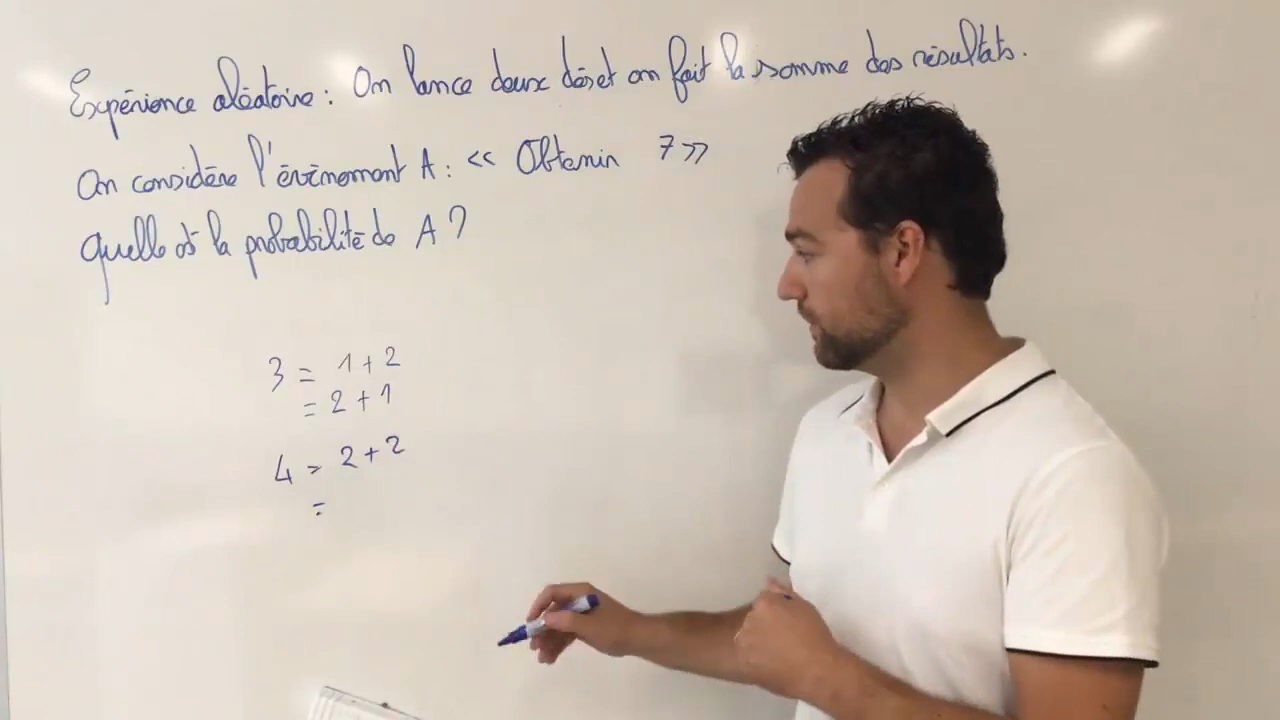 Expérience aléatoire : On lance deux dés et on fait la somme des résultats.
On considère l'évènement A : << Obtenir 7 >>
Quelle est la probabilité de A ?
3 = 1 + 2
= 2 + 1
4 = 2 + 2
=